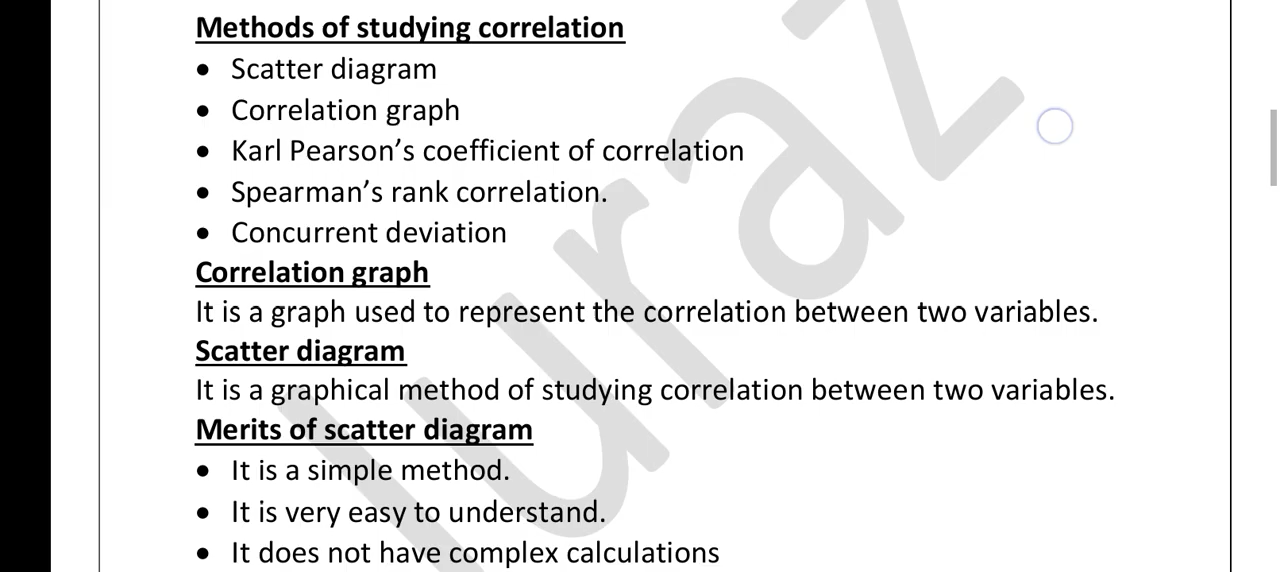 Methods of studying correlation
• Scatter diagram
• Correlation graph
• Karl Pearson’s coefficient of correlation
• Spearman’s rank correlation.
• Concurrent deviation
Correlation graph
It is a graph used to represent the correlation between two variables.
Scatter diagram
It is a graphical method of studying correlation between two variables.
Merits of scatter diagram
• It is a simple method.
• It is very easy to understand.
• It does not have complex calculations
luraz